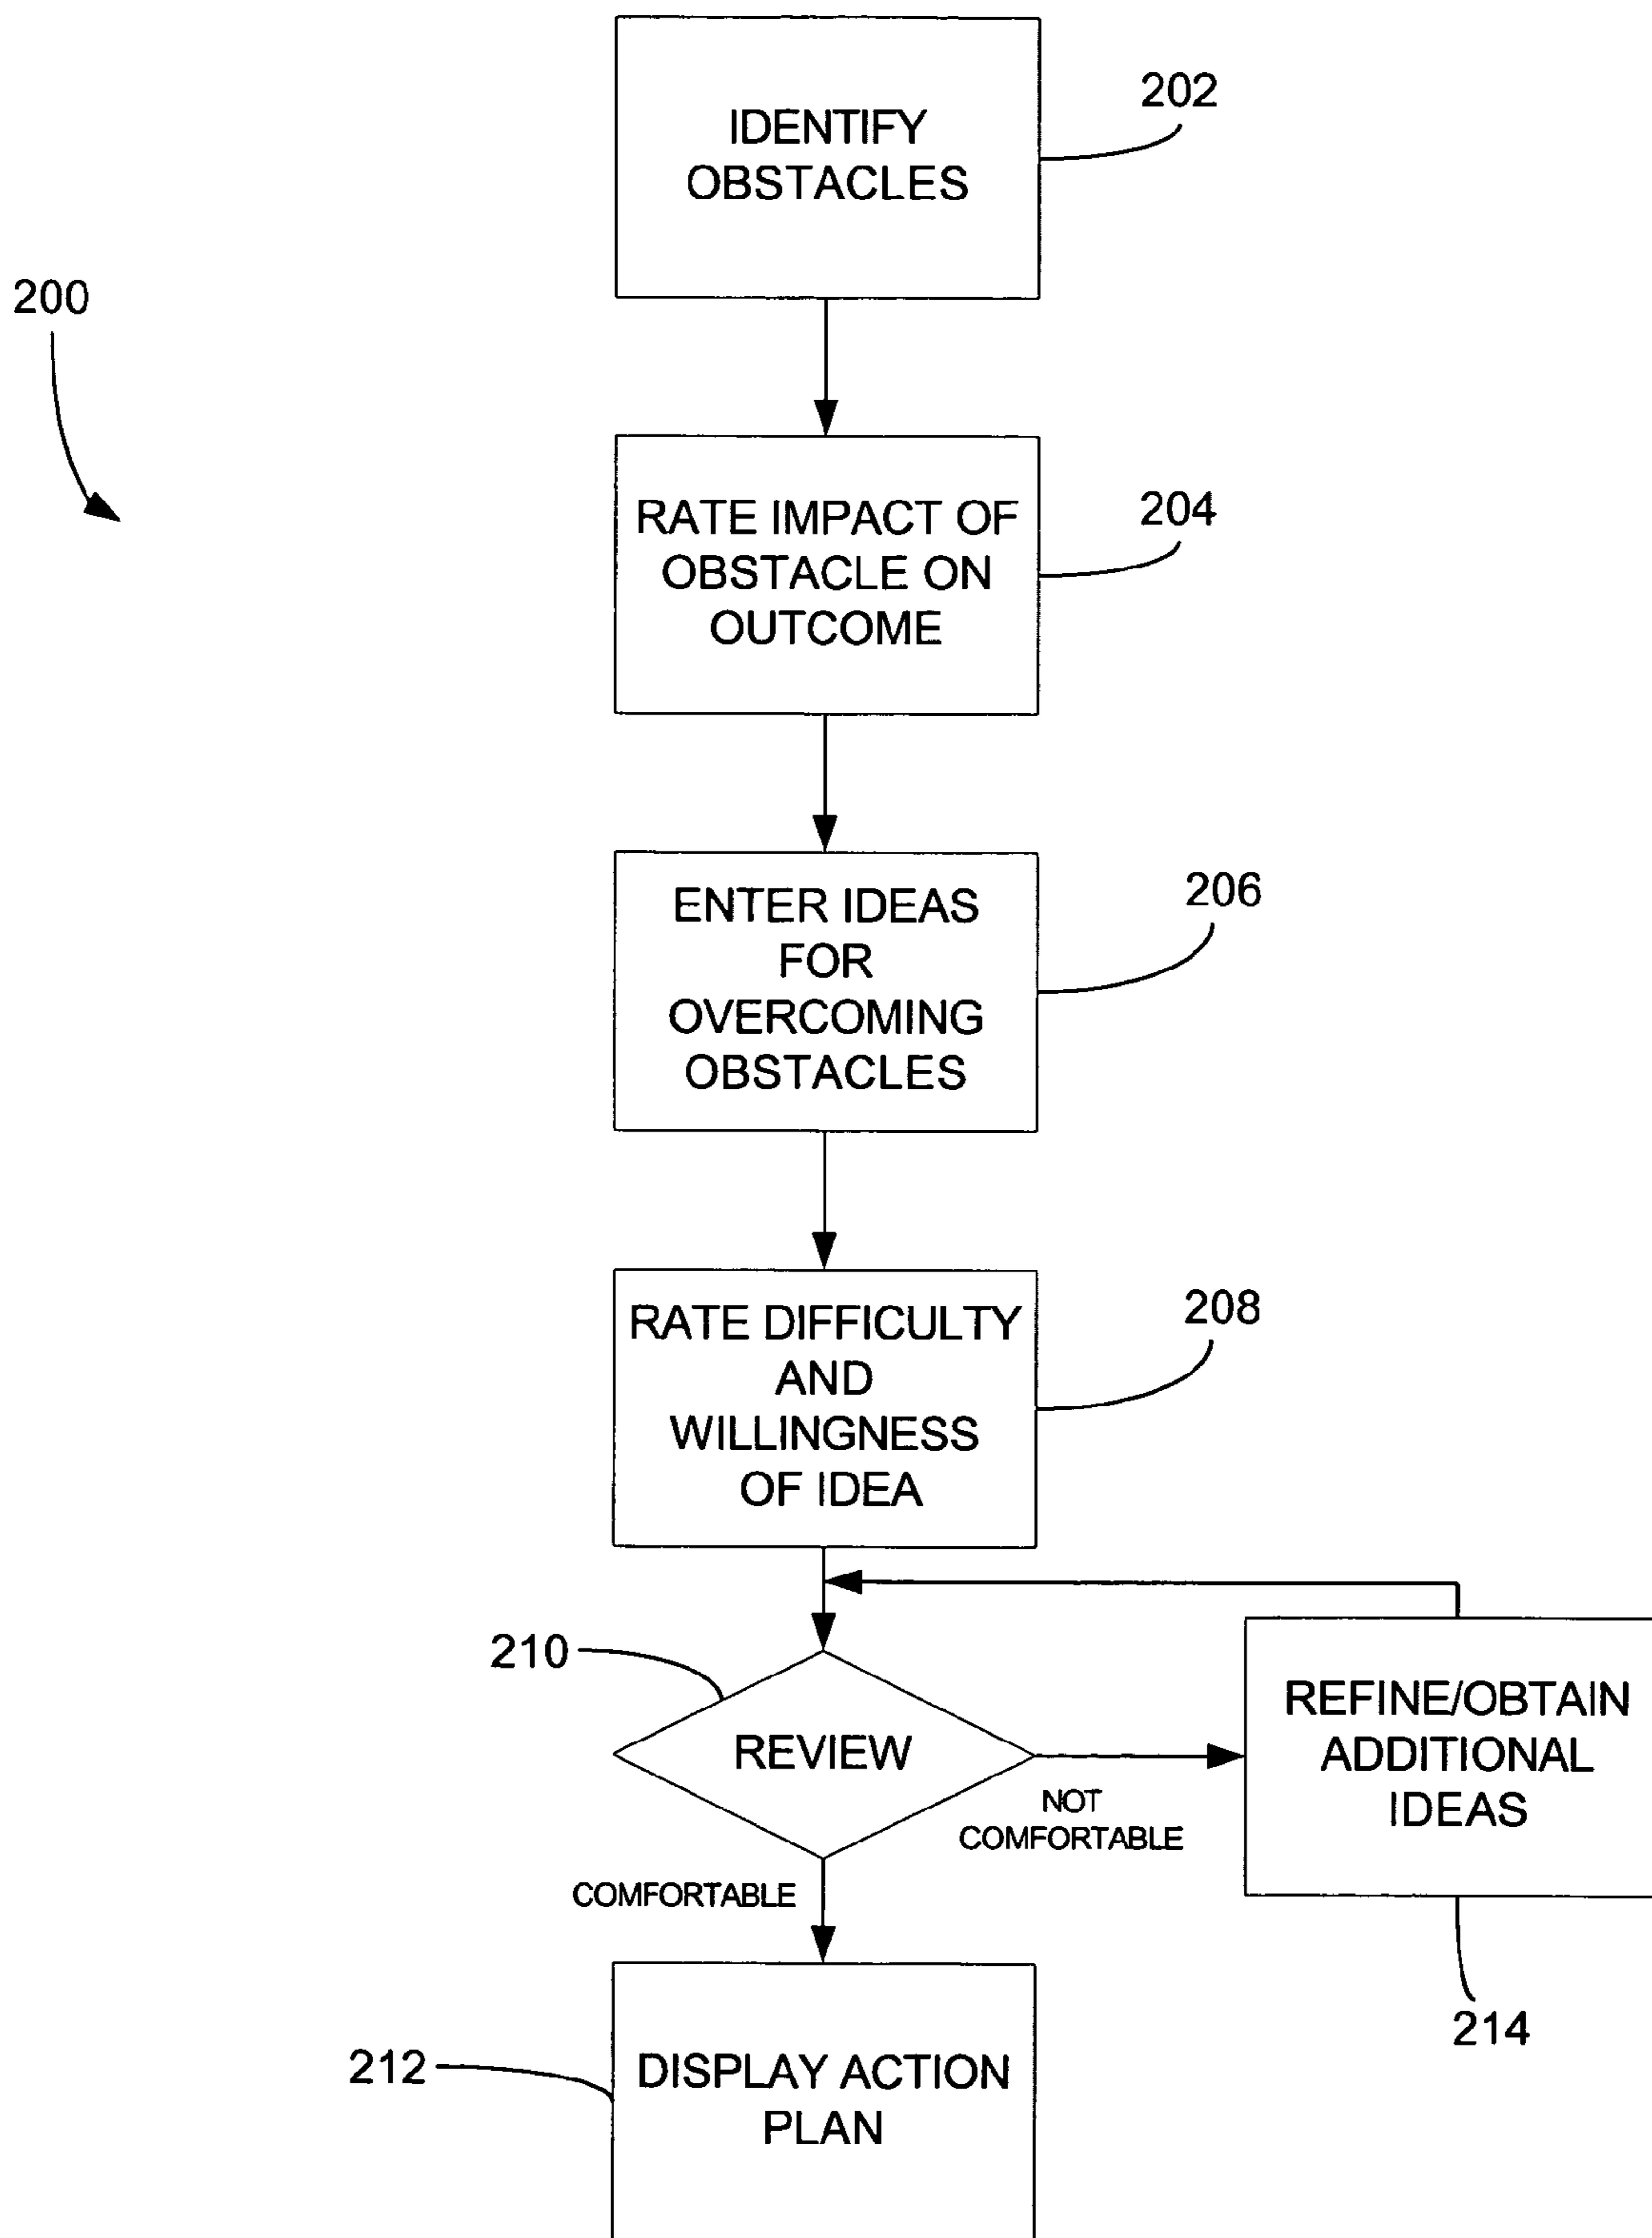 IDENTIFY
OBSTACLES
202
200
RATE IMPACT OF
OBSTACLE ON
OUTCOME
204
ENTER IDEAS
FOR
OVERCOMING
OBSTACLES
206
RATE DIFFICULTY
AND
WILLINGNESS
OF IDEA
208
210
REVIEW
NOT
COMFORTABLE
REFINE/OBTAIN
ADDITIONAL
IDEAS
214
COMFORTABLE
212
DISPLAY ACTION
PLAN